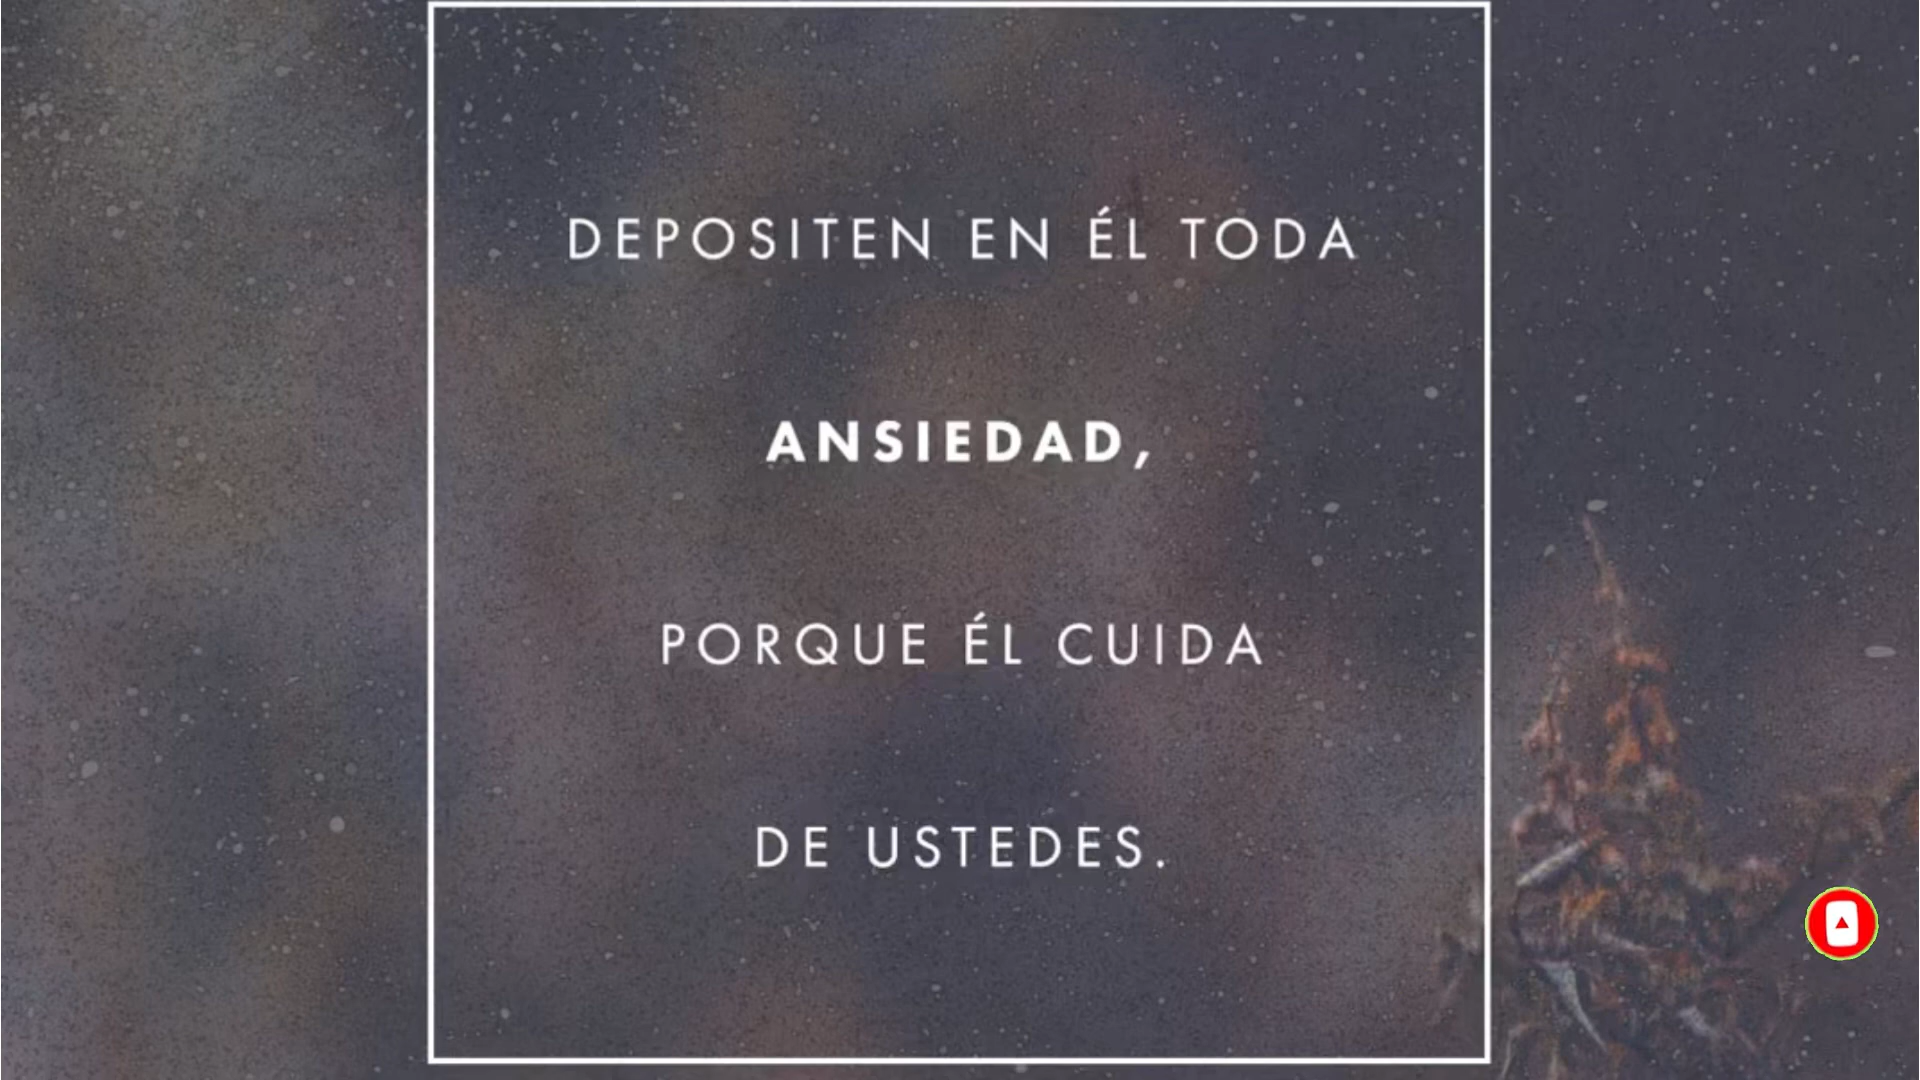 DEPOSITEN EN ÉL TODA
ANSIEDAD,
PORQUE ÉL CUIDA
DE USTEDES.